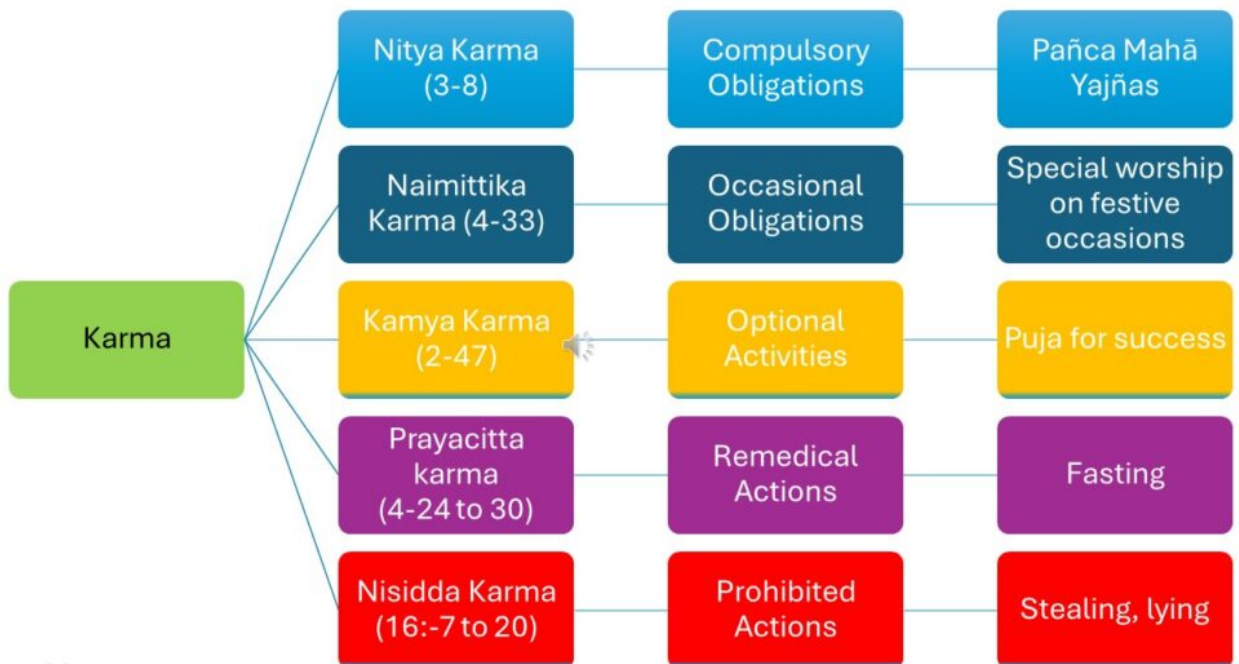 Nitya Karma
(3-8)
Compulsory
Obligations
Pañca Mahā
Yajñas
Naimittika
Karma (4-33)
Occasional
Obligations
Special worship
on festive
occasions
Karma
Kamya Karma
(2-47)
Optional
Activities
Puja for success
Prayacitta
karma
(4-24 to 30)
Remedical
Actions
Fasting
Nisidda Karma
(16:-7 to 20)
Prohibited
Actions
Stealing, lying